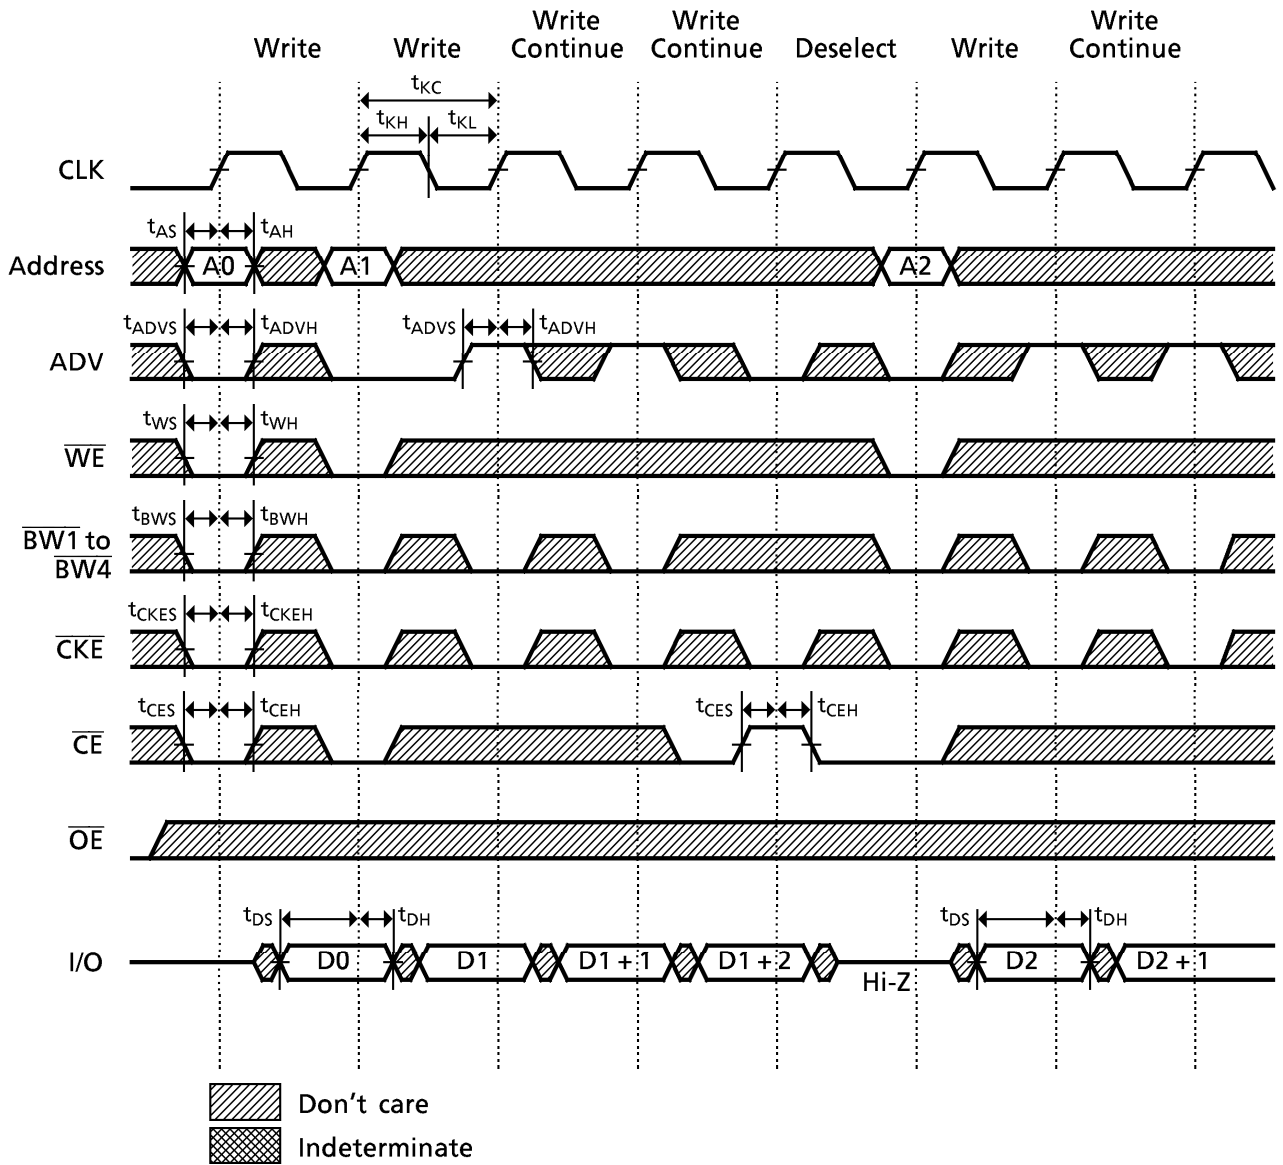 Write Write Write Continue Write Continue Deselect Write Write Continue
tKC
tKH tKL
CLK
tAS tAH
Address A0 A1 A2
tADVS tADVH tADVS tADVH
ADV
tWS tWH
WE
tBWS tBWH
BW1 to
BW4
tCKES tCKEH
CKE
tCES tCEH tCES tCEH
CE
OE
tDS tDH tDS tDH
I/O D0 D1 D1 + 1 D1 + 2 D2 D2 + 1
Hi-Z
Don't care
Indeterminate